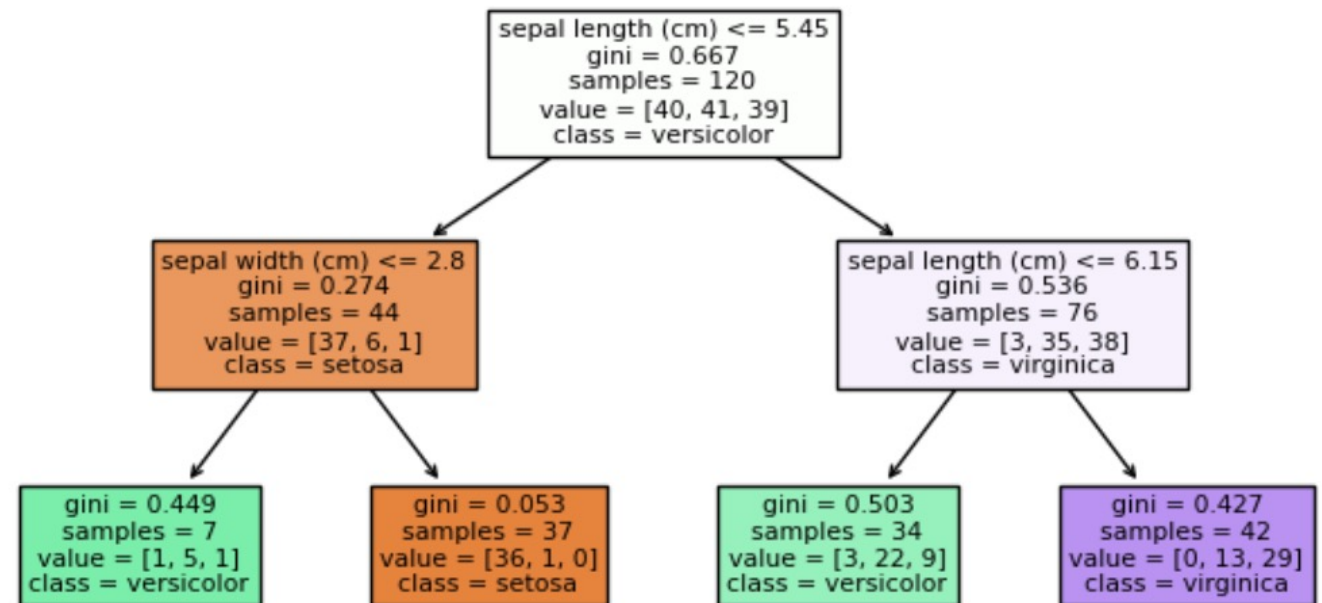 sepal length (cm) <= 5.45
gini = 0.667
samples = 120
value = [40, 41, 39]
class = versicolor
sepal width (cm) <= 2.8
gini = 0.274
samples = 44
value = [37, 6, 1]
class = setosa
sepal length (cm) <= 6.15
gini = 0.536
samples = 76
value = [3, 35, 38]
class = virginica
gini = 0.449
samples = 7
value = [1, 5, 1]
class = versicolor
gini = 0.053
samples = 37
value = [36, 1, 0]
class = setosa
gini = 0.503
samples = 34
value = [3, 22, 9]
class = versicolor
gini = 0.427
samples = 42
value = [0, 13, 29]
class = virginica